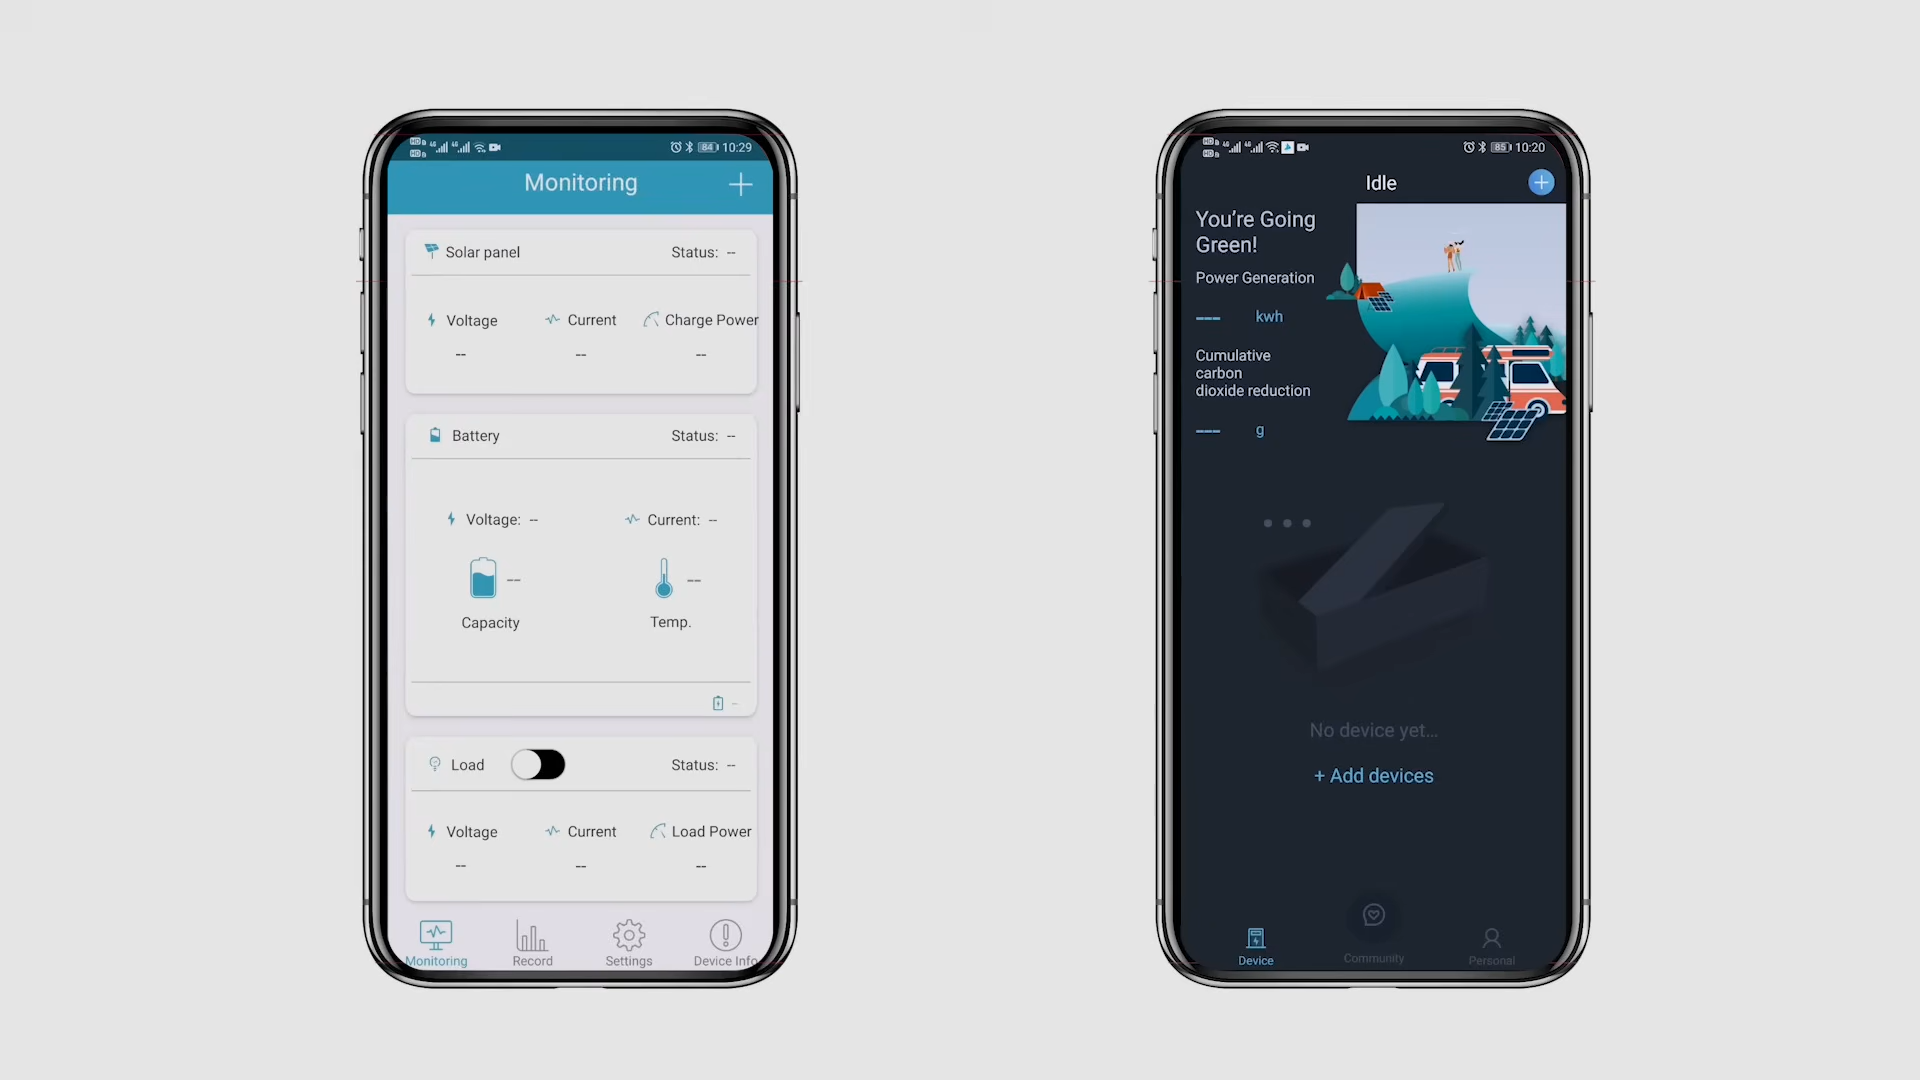 10:29
84
Monitoring
Solar panel
Status: --
Voltage
Current
Charge Power
--
--
--
Battery
Status: --
Voltage: --
Current: --
--
--
Capacity
Temp.
--
Load
Status: --
Voltage
Current
Load Power
--
--
--
Monitoring
Record
Settings
Device Info
10:20
85
Idle
You’re Going
Green!
Power Generation
--- kwh
Cumulative
carbon
dioxide reduction
--- g
No device yet...
+ Add devices
Device
Community
Personal